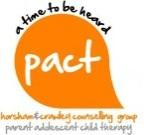 a time to be heard
pact
horsham & crawley counselling group
parent adolescent child therapy